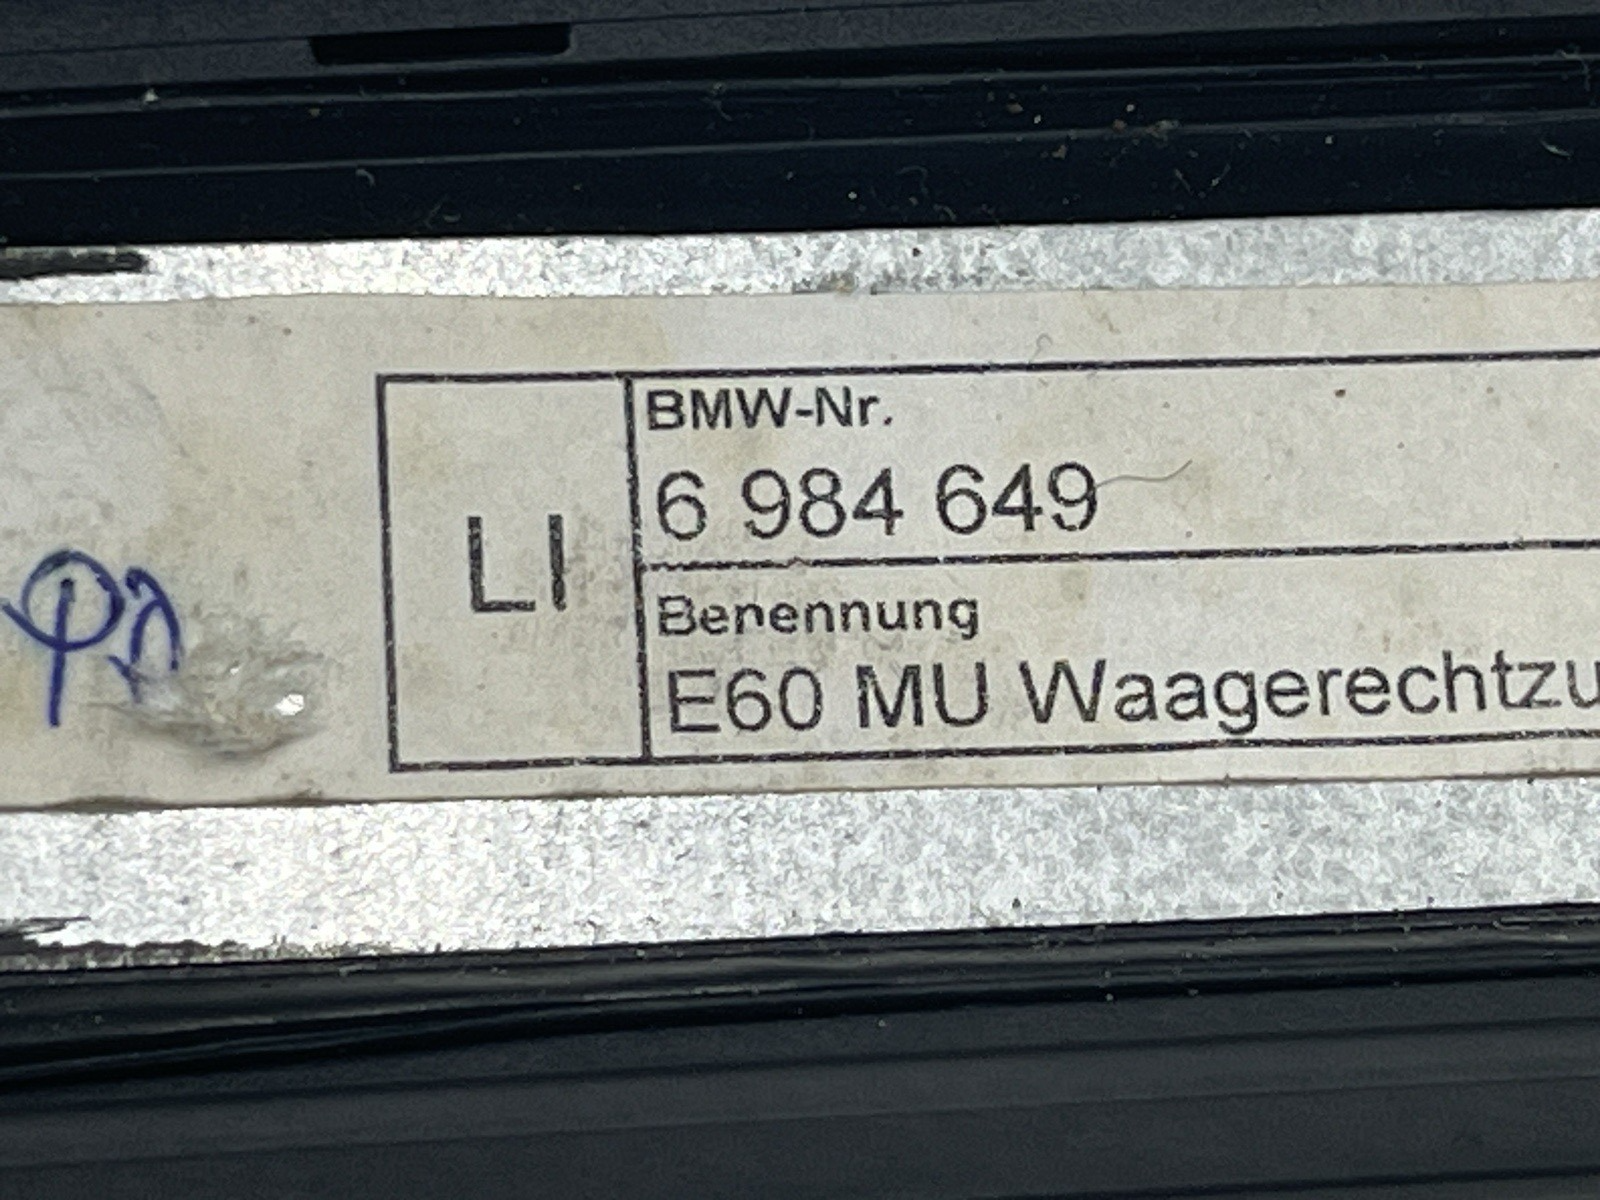 LI
BMW-Nr.
6 984 649
Benennung
E60 MU Waagerechtzu